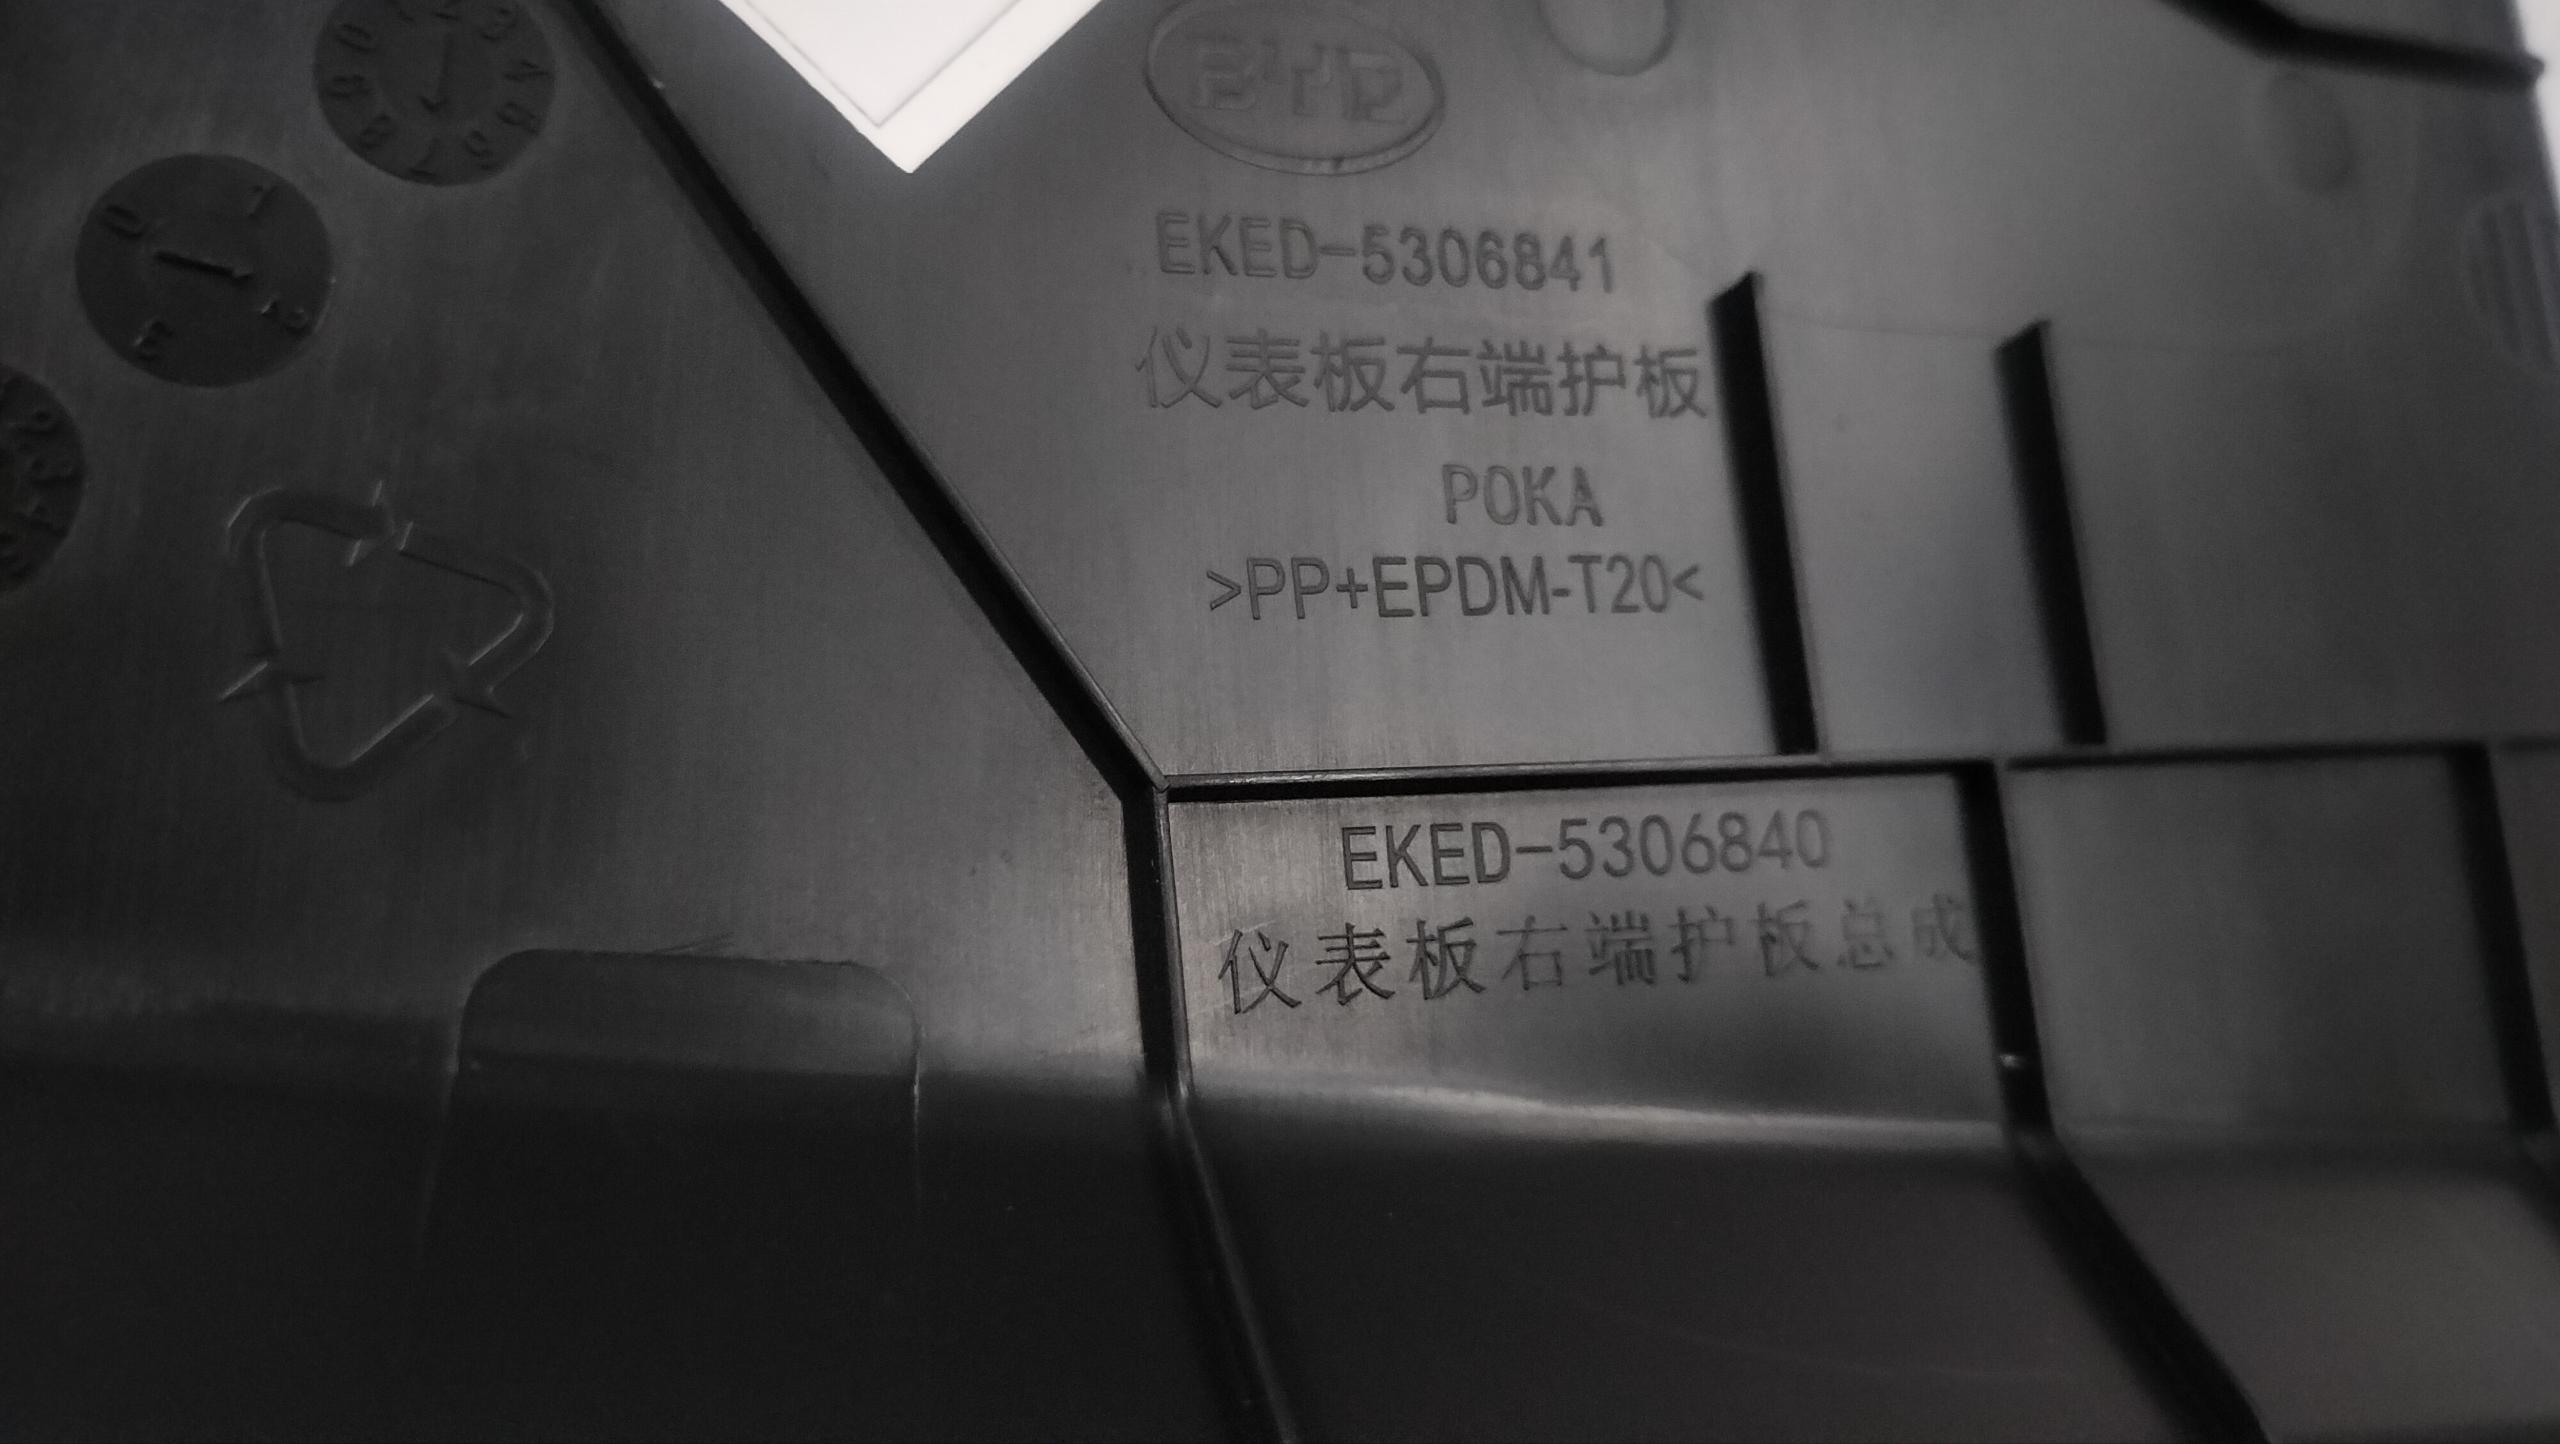 BYD
EKED-5306841
仪表板右端护板
POKA
>PP+EPDM-T20<
EKED-5306840
仪表板右端护板总成